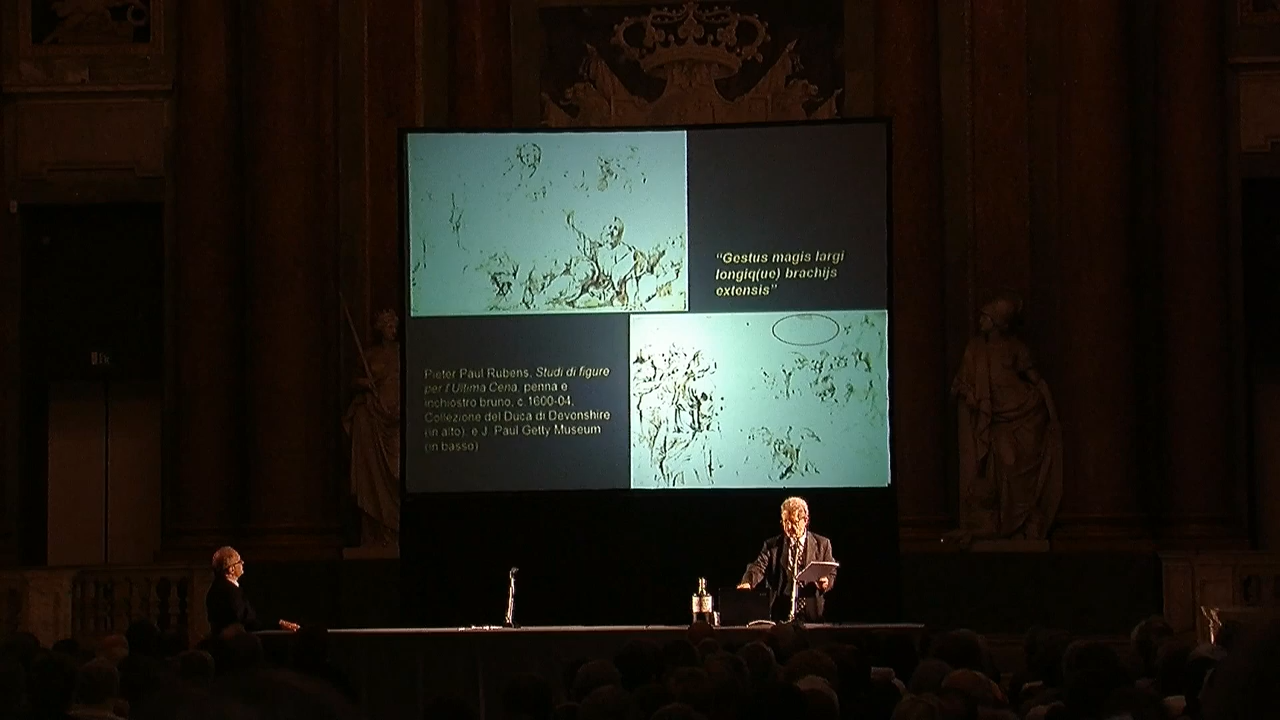 "Gestus magis largi
longiq(ue) brachijs
extensis"
Pieter Paul Rubens, Studi di figure
per l'Ultima Cena, penna e
inchiostro bruno, c.1600-04,
Collezione del Duca di Devonshire
(in alto) e J. Paul Getty Museum
(in basso)